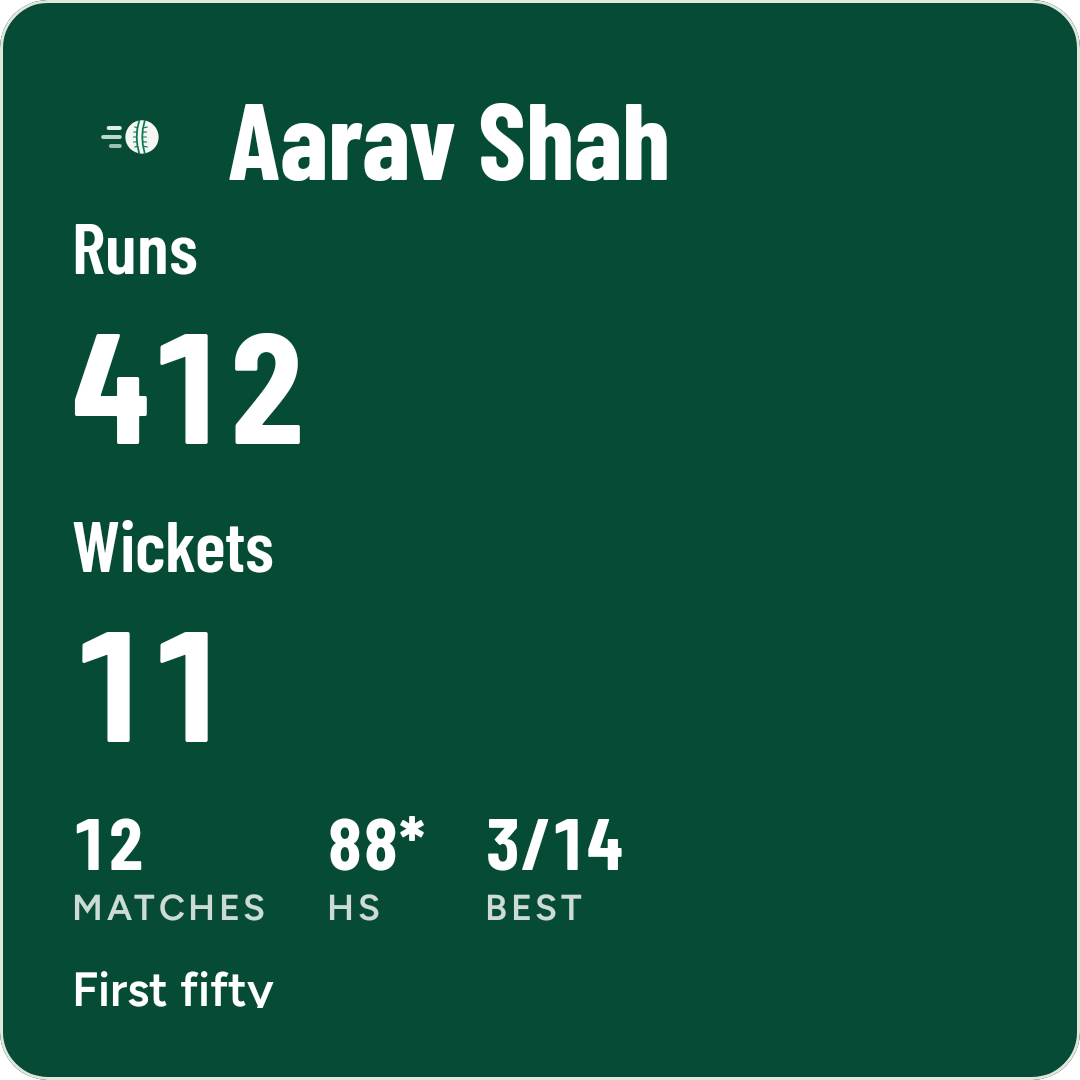 Aarav Shah
Runs
412
Wickets
11
12 88* 3/14
MATCHES HS BEST
First fifty